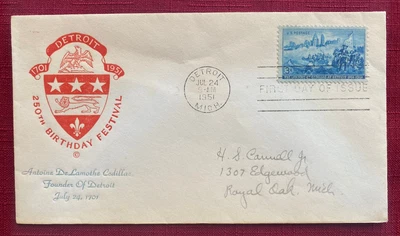 DETROIT
1701 1951
250TH BIRTHDAY FESTIVAL
Antoine De Lamothe Cadillac
Founder Of Detroit
July 24, 1701
DETROIT
JUL 24
1951
MICH.
U.S. POSTAGE
FIRST DAY OF ISSUE
H. S. Carroll Jr
1307 Edgewood
Royal Oak, Mich.